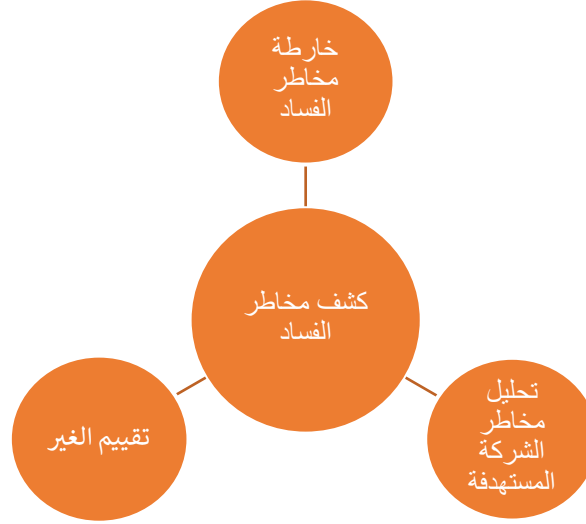 خارطة
مخاطر
الفساد
كشف مخاطر
الفساد
تحليل
مخاطر
الشركة
المستهدفة
تقييم الغير